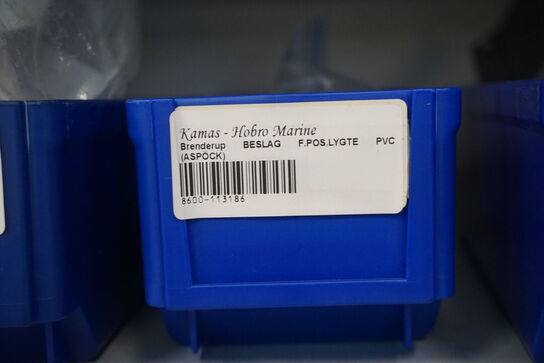 Kamas - Hobro Marine
Brenderup BESLAG F.POS.LYGTE PVC
(ASPÖCK)
8600-113186